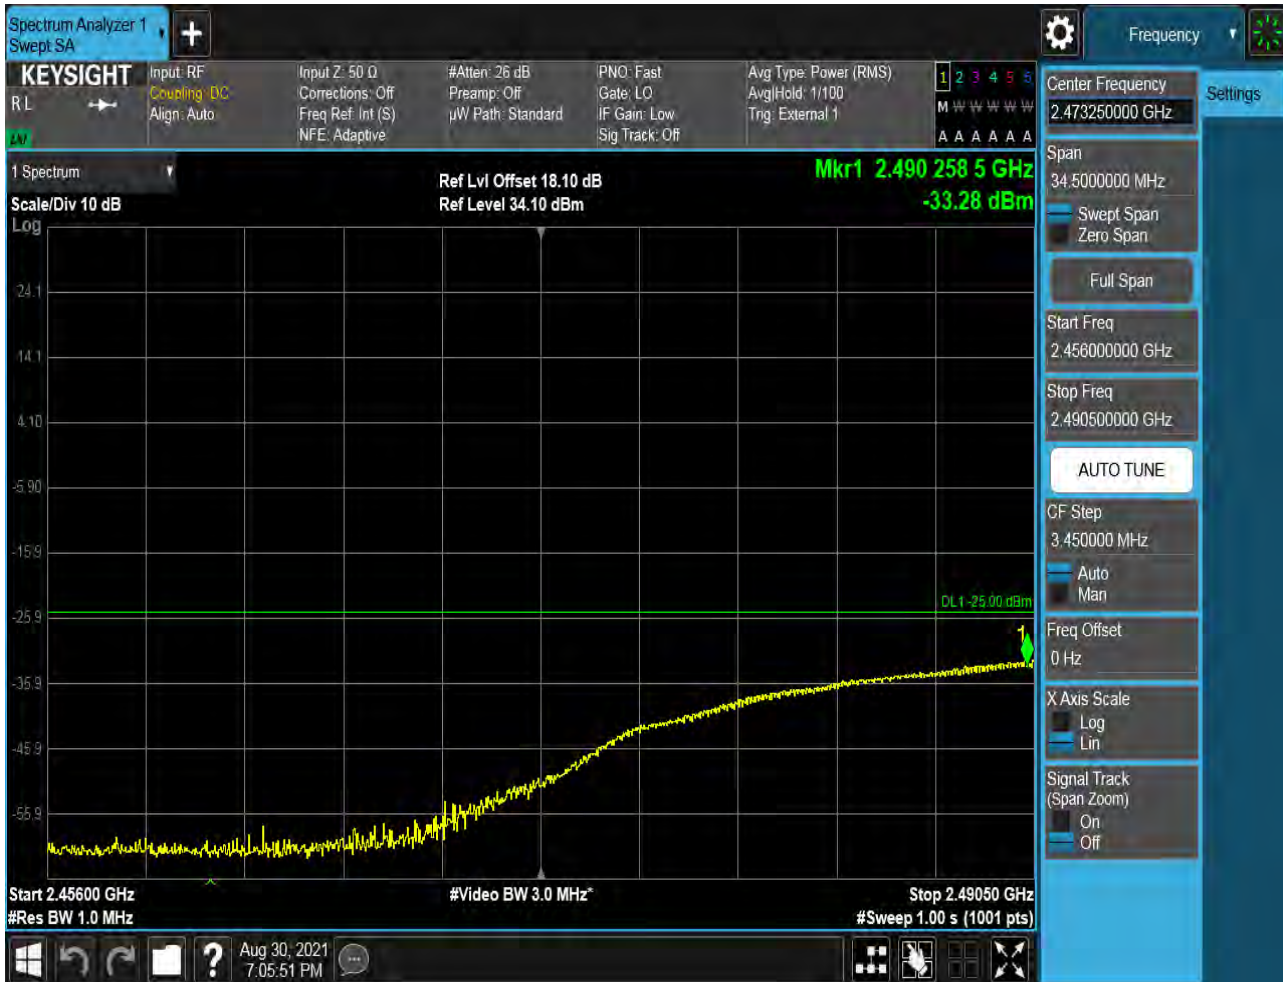 Spectrum Analyzer 1
Swept SA
Frequency
KEYSIGHT
RL
Input: RF
Coupling: DC
Align: Auto
Input Z: 50 Ω
Corrections: Off
Freq Ref: Int (S)
NFE: Adaptive
#Atten: 26 dB
Preamp: Off
µW Path: Standard
PNO: Fast
Gate: LO
IF Gain: Low
Sig Track: Off
Avg Type: Power (RMS)
Avg|Hold: 1/100
Trig: External 1
1 2 3 4 5 6
M W W W W W
A A A A A A
1 Spectrum
Scale/Div 10 dB
Log
Ref Lvl Offset 18.10 dB
Ref Level 34.10 dBm
Mkr1 2.490 258 5 GHz
-33.28 dBm
24.1
14.1
4.10
-5.90
-15.9
-25.9
-35.9
-45.9
-55.9
DL1 -25.00 dBm
1
Start 2.45600 GHz
#Res BW 1.0 MHz
#Video BW 3.0 MHz*
Stop 2.49050 GHz
#Sweep 1.00 s (1001 pts)
Aug 30, 2021
7:05:51 PM
Center Frequency
2.473250000 GHz
Settings
Span
34.5000000 MHz
Swept Span
Zero Span
Full Span
Start Freq
2.456000000 GHz
Stop Freq
2.490500000 GHz
AUTO TUNE
CF Step
3.450000 MHz
Auto
Man
Freq Offset
0 Hz
X Axis Scale
Log
Lin
Signal Track
(Span Zoom)
On
Off